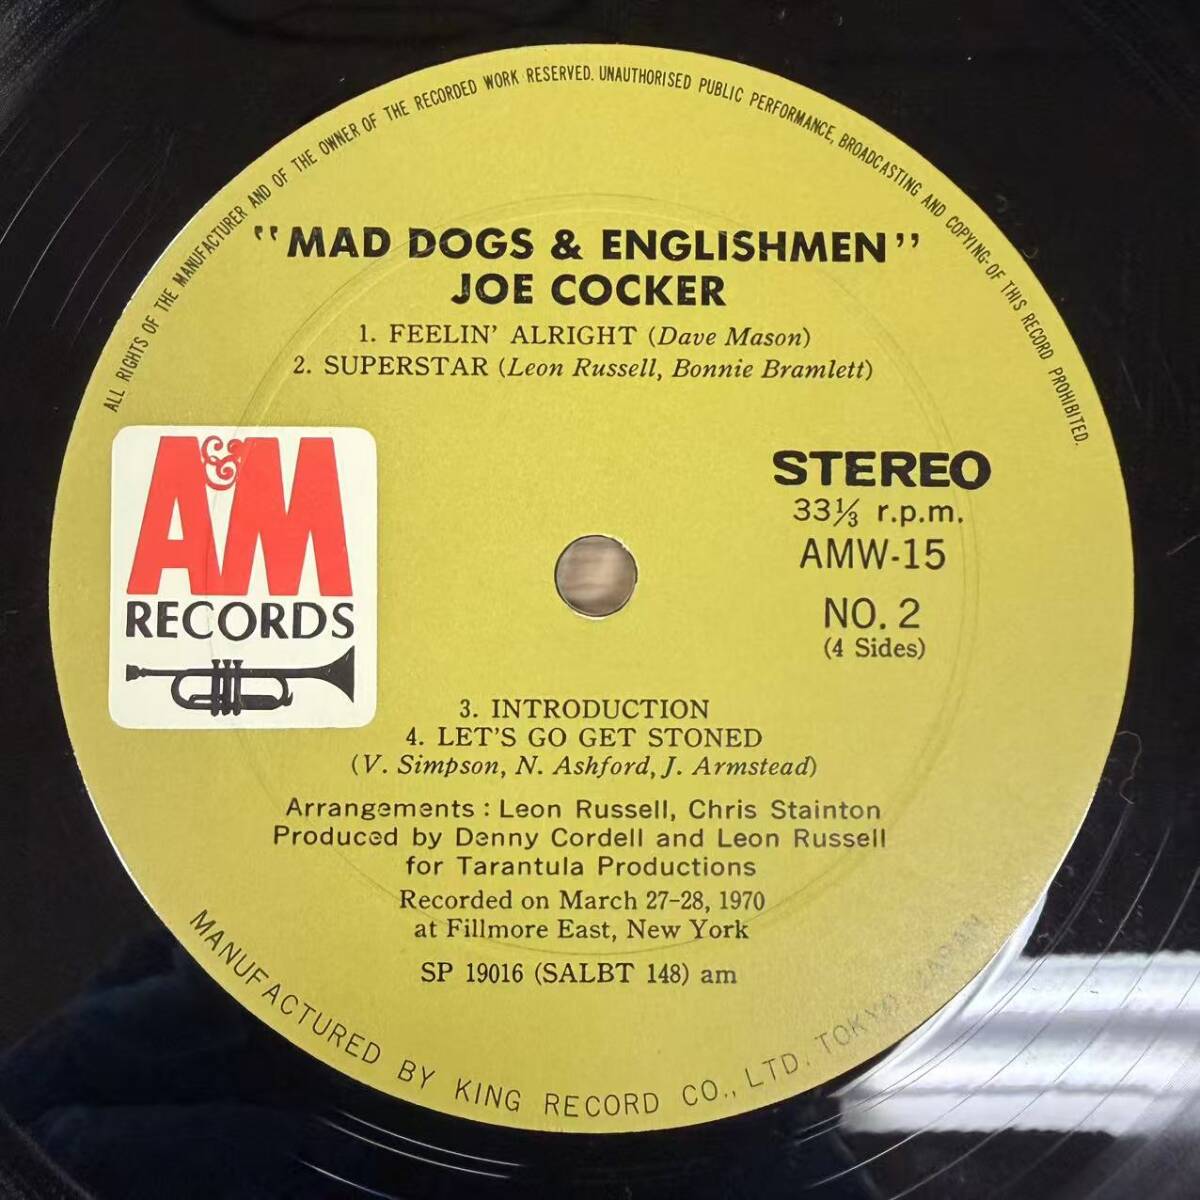 ALL RIGHTS OF THE MANUFACTURER AND OF THE OWNER OF THE RECORDED WORK RESERVED. UNAUTHORISED PUBLIC PERFORMANCE, BROADCASTING AND COPYING OF THIS RECORD PROHIBITED.
"MAD DOGS & ENGLISHMEN"
JOE COCKER
1. FEELIN' ALRIGHT (Dave Mason)
2. SUPERSTAR (Leon Russell, Bonnie Bramlett)
A&M
RECORDS
STEREO
33⅓ r.p.m.
AMW-15
NO. 2
(4 Sides)
3. INTRODUCTION
4. LET'S GO GET STONED
(V. Simpson, N. Ashford, J. Armstead)
Arrangements : Leon Russell, Chris Stainton
Produced by Denny Cordell and Leon Russell
for Tarantula Productions
Recorded on March 27-28, 1970
at Fillmore East, New York
SP 19016 (SALBT 148) am
MANUFACTURED BY KING RECORD CO., LTD. TOKYO JAPAN